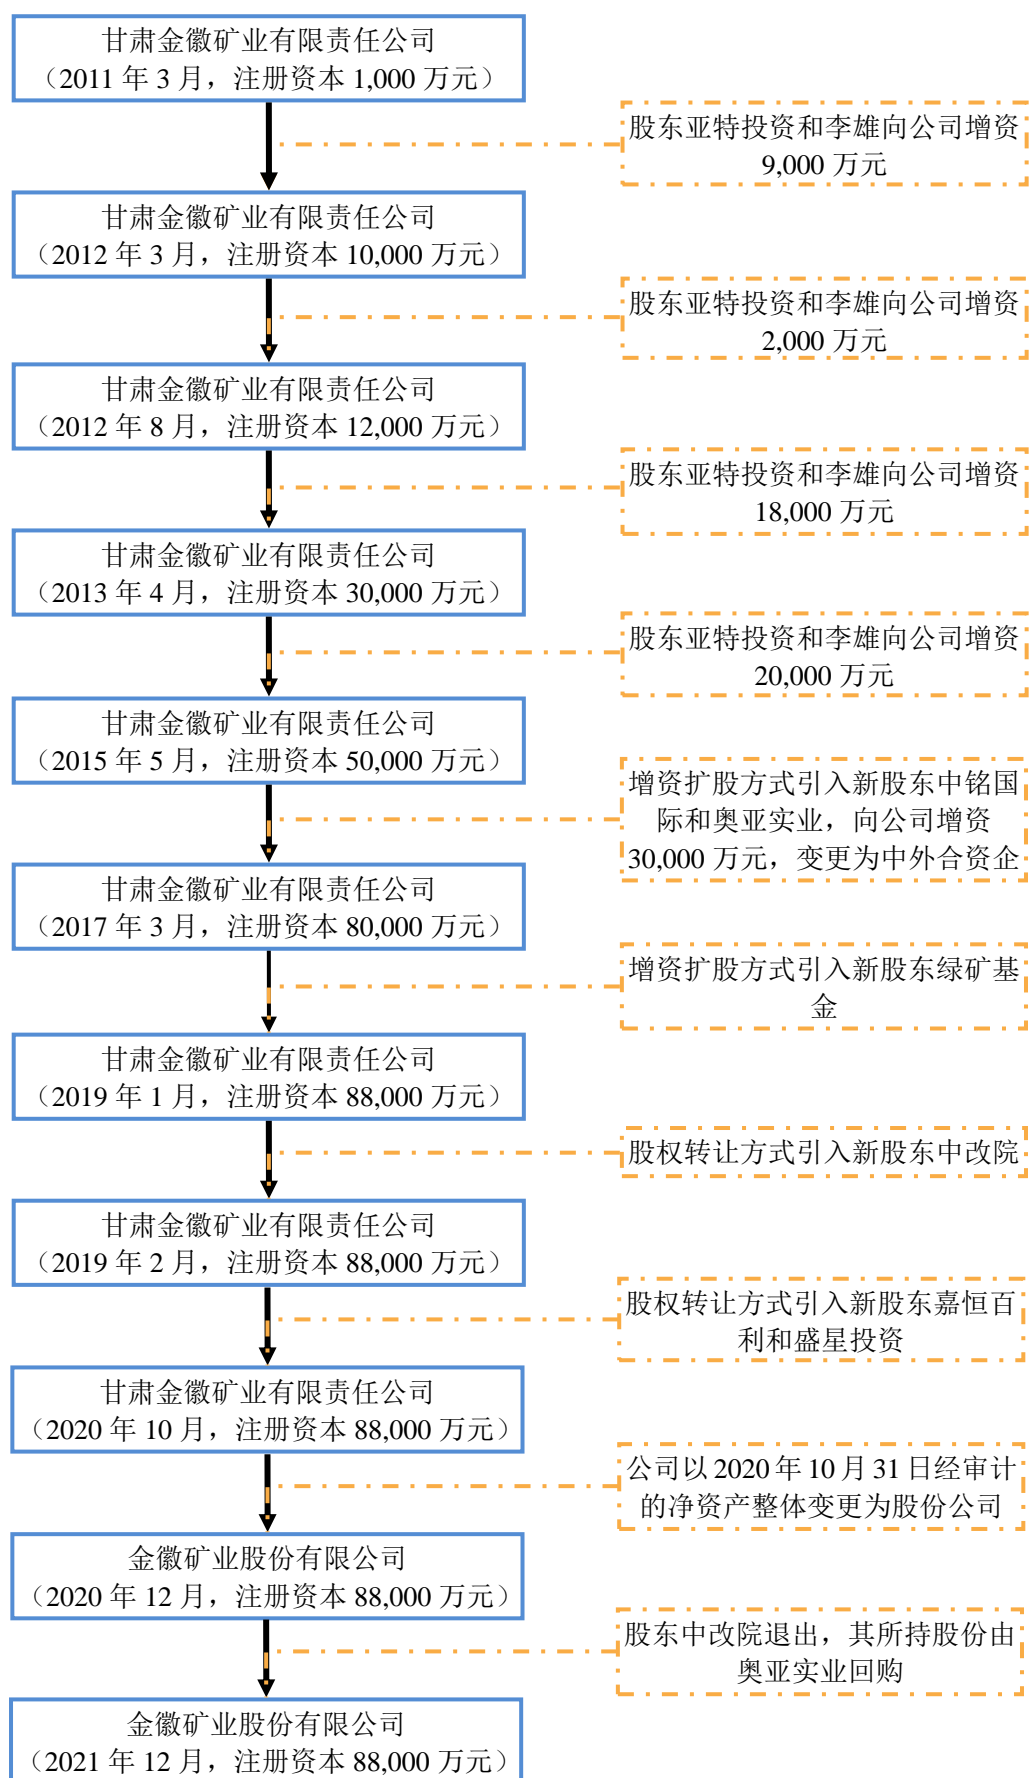 甘肃金徽矿业有限责任公司
（2011 年 3 月，注册资本 1,000 万元）
股东亚特投资和李雄向公司增资
9,000 万元
甘肃金徽矿业有限责任公司
（2012 年 3 月，注册资本 10,000 万元）
股东亚特投资和李雄向公司增资
2,000 万元
甘肃金徽矿业有限责任公司
（2012 年 8 月，注册资本 12,000 万元）
股东亚特投资和李雄向公司增资
18,000 万元
甘肃金徽矿业有限责任公司
（2013 年 4 月，注册资本 30,000 万元）
股东亚特投资和李雄向公司增资
20,000 万元
甘肃金徽矿业有限责任公司
（2015 年 5 月，注册资本 50,000 万元）
增资扩股方式引入新股东中铭国
际和奥亚实业，向公司增资
30,000 万元，变更为中外合资企
甘肃金徽矿业有限责任公司
（2017 年 3 月，注册资本 80,000 万元）
增资扩股方式引入新股东绿矿基
金
甘肃金徽矿业有限责任公司
（2019 年 1 月，注册资本 88,000 万元）
股权转让方式引入新股东中改院
甘肃金徽矿业有限责任公司
（2019 年 2 月，注册资本 88,000 万元）
股权转让方式引入新股东嘉恒百
利和盛星投资
甘肃金徽矿业有限责任公司
（2020 年 10 月，注册资本 88,000 万元）
公司以 2020 年 10 月 31 日经审计
的净资产整体变更为股份公司
金徽矿业股份有限公司
（2020 年 12 月，注册资本 88,000 万元）
股东中改院退出，其所持股份由
奥亚实业回购
金徽矿业股份有限公司
（2021 年 12 月，注册资本 88,000 万元）